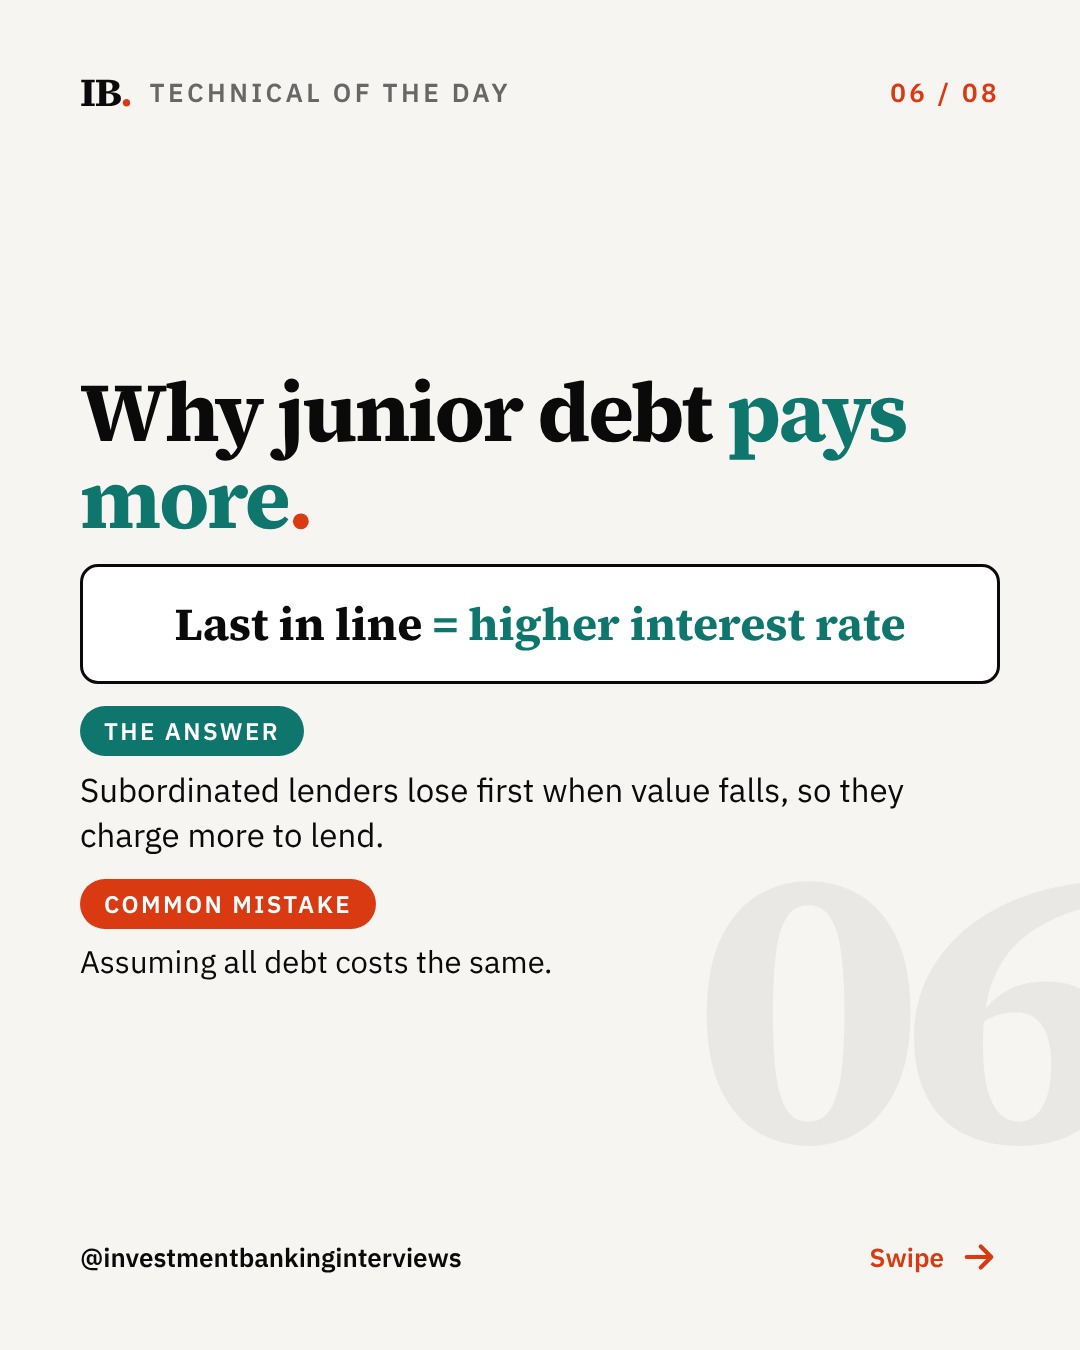 IB. TECHNICAL OF THE DAY
06 / 08
Why junior debt pays
more.
Last in line = higher interest rate
THE ANSWER
Subordinated lenders lose first when value falls, so they
charge more to lend.
COMMON MISTAKE
Assuming all debt costs the same.
06
@investmentbankinginterviews
Swipe →